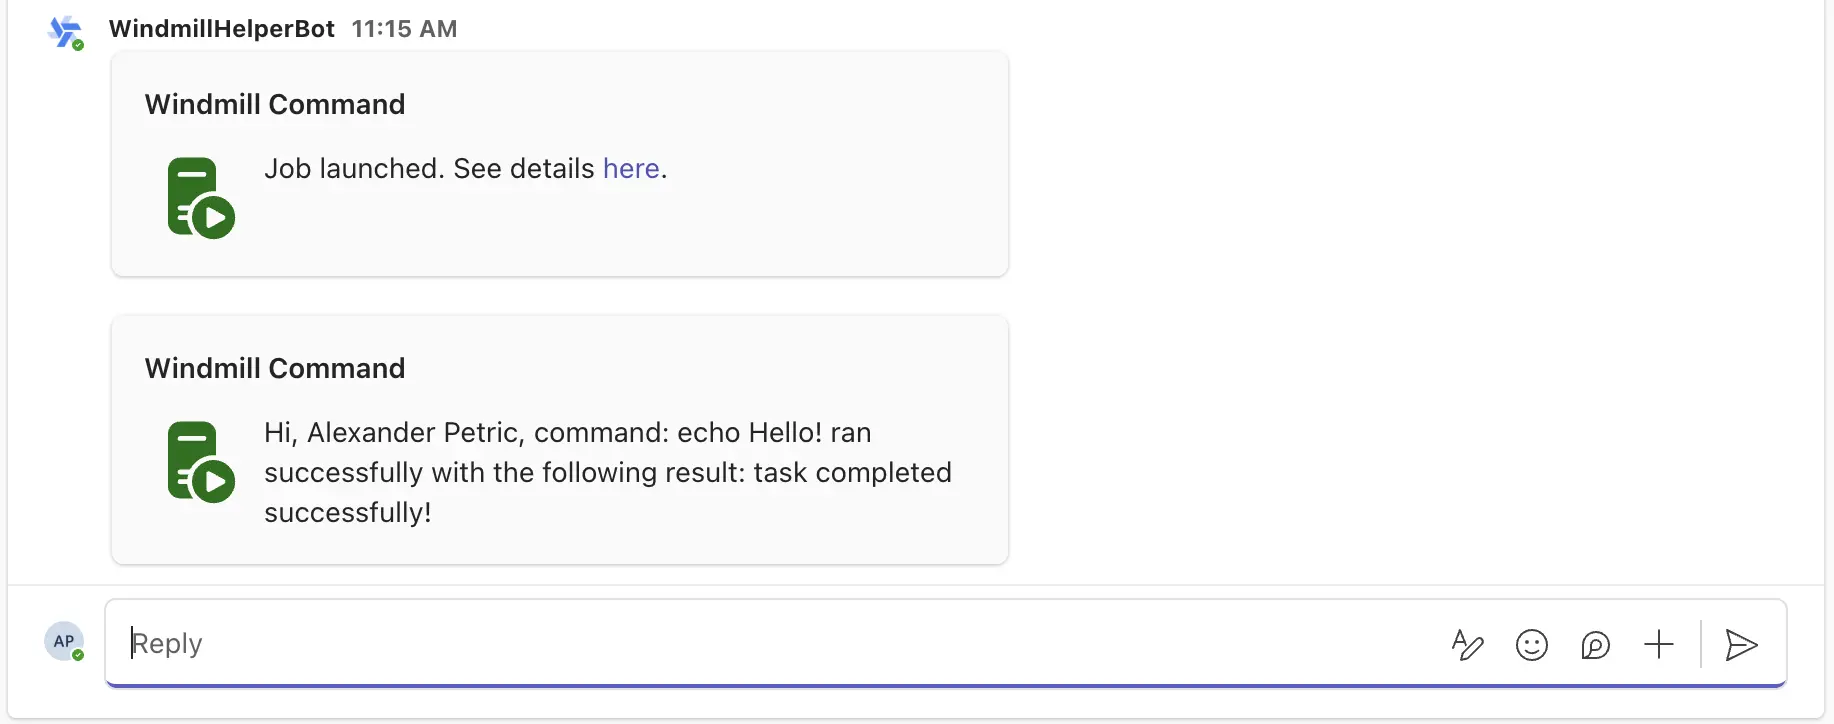 WindmillHelperBot 11:15 AM
Windmill Command
Job launched. See details here.
Windmill Command
Hi, Alexander Petric, command: echo Hello! ran
successfully with the following result: task completed
successfully!
AP
Reply